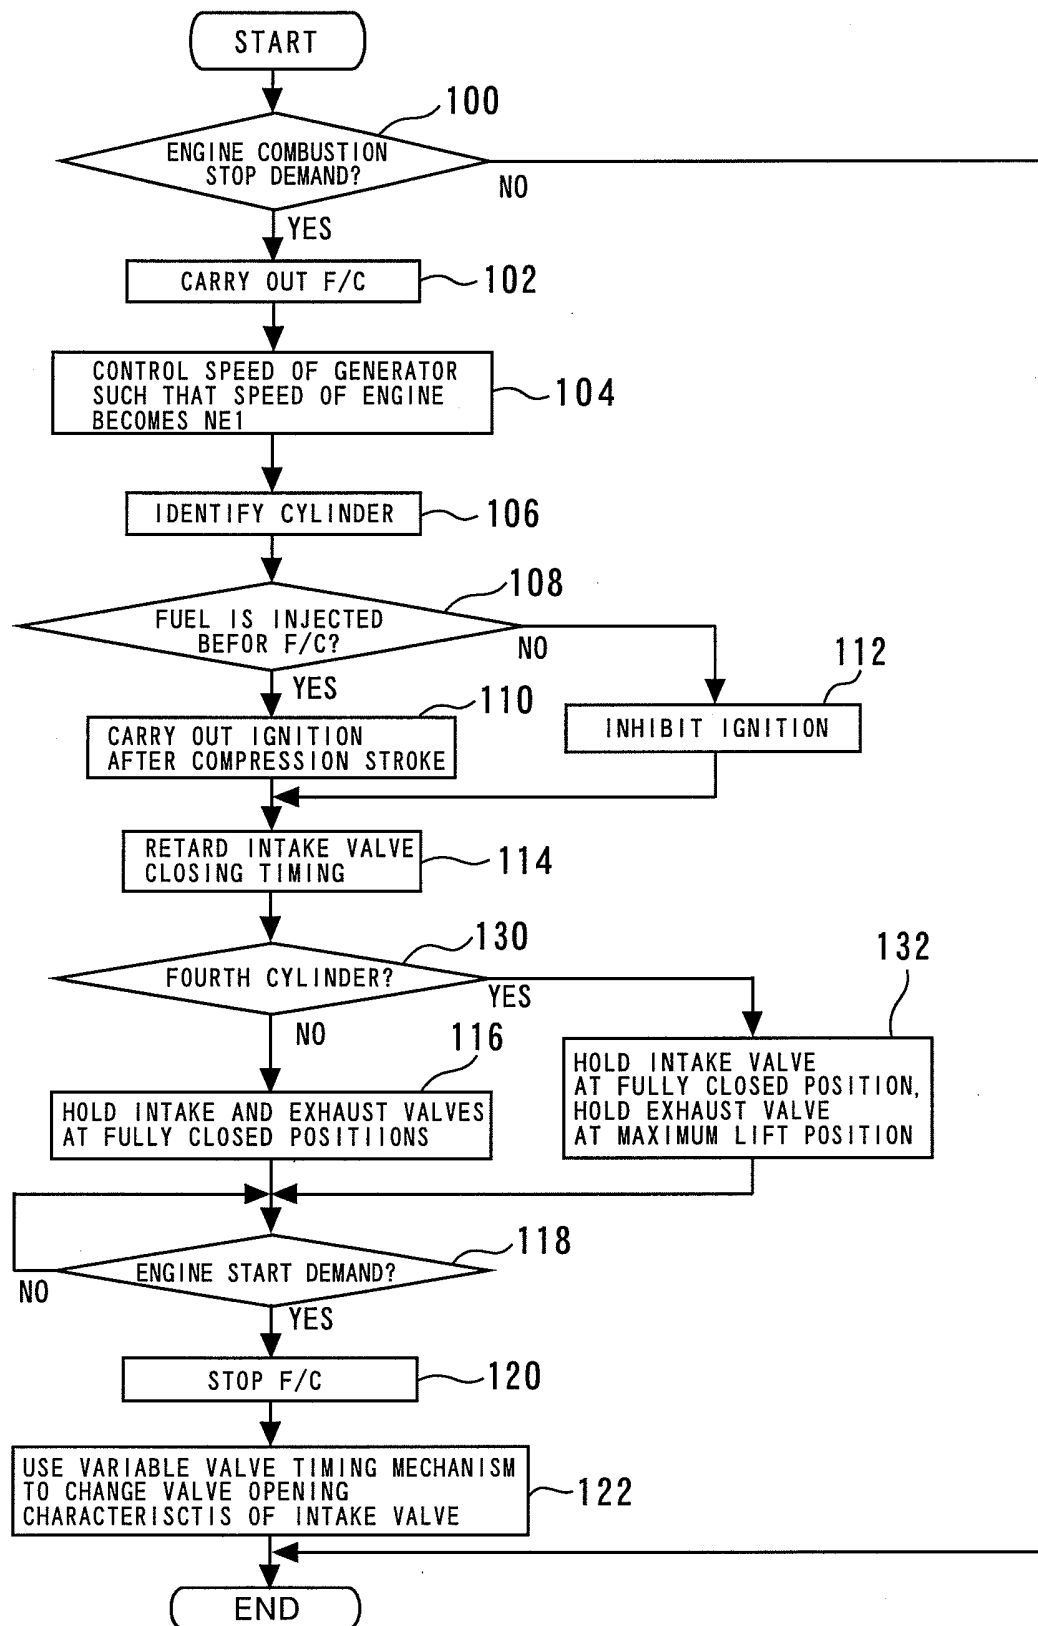 START
100
ENGINE COMBUSTION
STOP DEMAND?
NO
YES
CARRY OUT F/C
102
CONTROL SPEED OF GENERATOR
SUCH THAT SPEED OF ENGINE
BECOMES NE1
104
IDENTIFY CYLINDER
106
108
FUEL IS INJECTED
BEFOR F/C?
NO
YES
110
112
CARRY OUT IGNITION
AFTER COMPRESSION STROKE
INHIBIT IGNITION
RETARD INTAKE VALVE
CLOSING TIMING
114
130
FOURTH CYLINDER?
YES
NO
132
116
HOLD INTAKE AND EXHAUST VALVES
AT FULLY CLOSED POSITIIONS
HOLD INTAKE VALVE
AT FULLY CLOSED POSITION,
HOLD EXHAUST VALVE
AT MAXIMUM LIFT POSITION
118
ENGINE START DEMAND?
NO
YES
STOP F/C
120
USE VARIABLE VALVE TIMING MECHANISM
TO CHANGE VALVE OPENING
CHARACTERISCTIS OF INTAKE VALVE
122
END